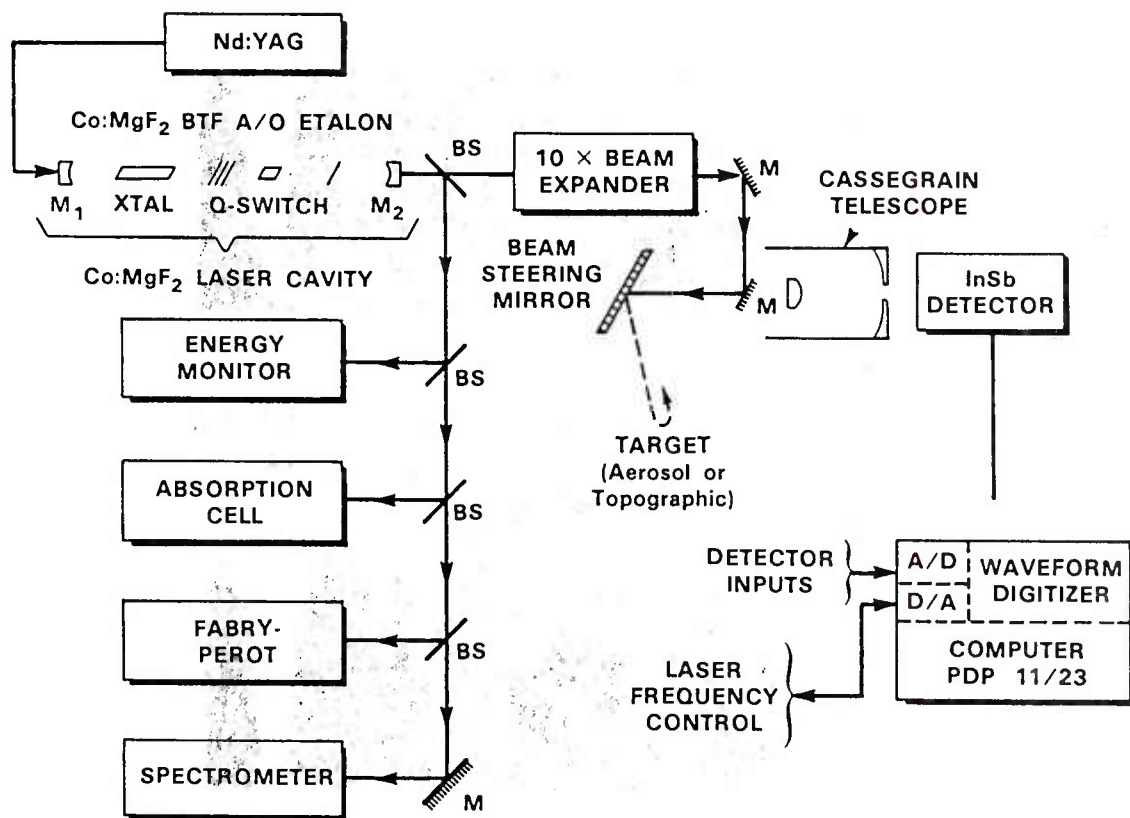 Nd:YAG
Co:MgF₂ BTF A/O ETALON
M₁ XTAL Q-SWITCH M₂
Co:MgF₂ LASER CAVITY
BS
10 × BEAM
EXPANDER
M
CASSEGRAIN
TELESCOPE
BEAM
STEERING
MIRROR
M
InSb
DETECTOR
ENERGY
MONITOR
BS
TARGET
(Aerosol or
Topographic)
ABSORPTION
CELL
BS
DETECTOR
INPUTS
A/D
D/A
WAVEFORM
DIGITIZER
COMPUTER
PDP 11/23
FABRY-
PEROT
BS
LASER
FREQUENCY
CONTROL
SPECTROMETER
M